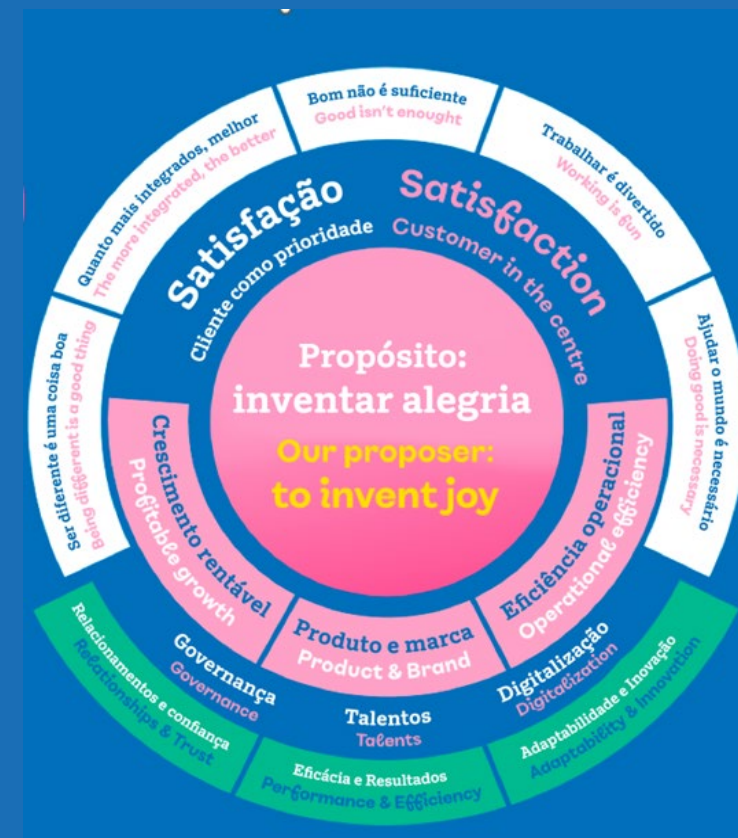 Bom não é suficiente
Good isn't enought
Quanto mais integrados, melhor
The more integrated, the better
Trabalhar é divertido
Working is fun
Ser diferente é uma coisa boa
Being different is a good thing
Ajudar o mundo é necessário
Doing good is necessary
Satisfação
Cliente como prioridade
Satisfaction
Customer in the centre
Propósito:
inventar alegria
Our proposer:
to invent joy
Crescimento rentável
Profitable growth
Produto e marca
Product & Brand
Eficiência operacional
Operational efficiency
Governança
Governance
Talentos
Talents
Digitalização
Digitalization
Relacionamentos e confiança
Relationships & Trust
Eficácia e Resultados
Performance & Efficiency
Adaptabilidade e Inovação
Adaptability & Innovation